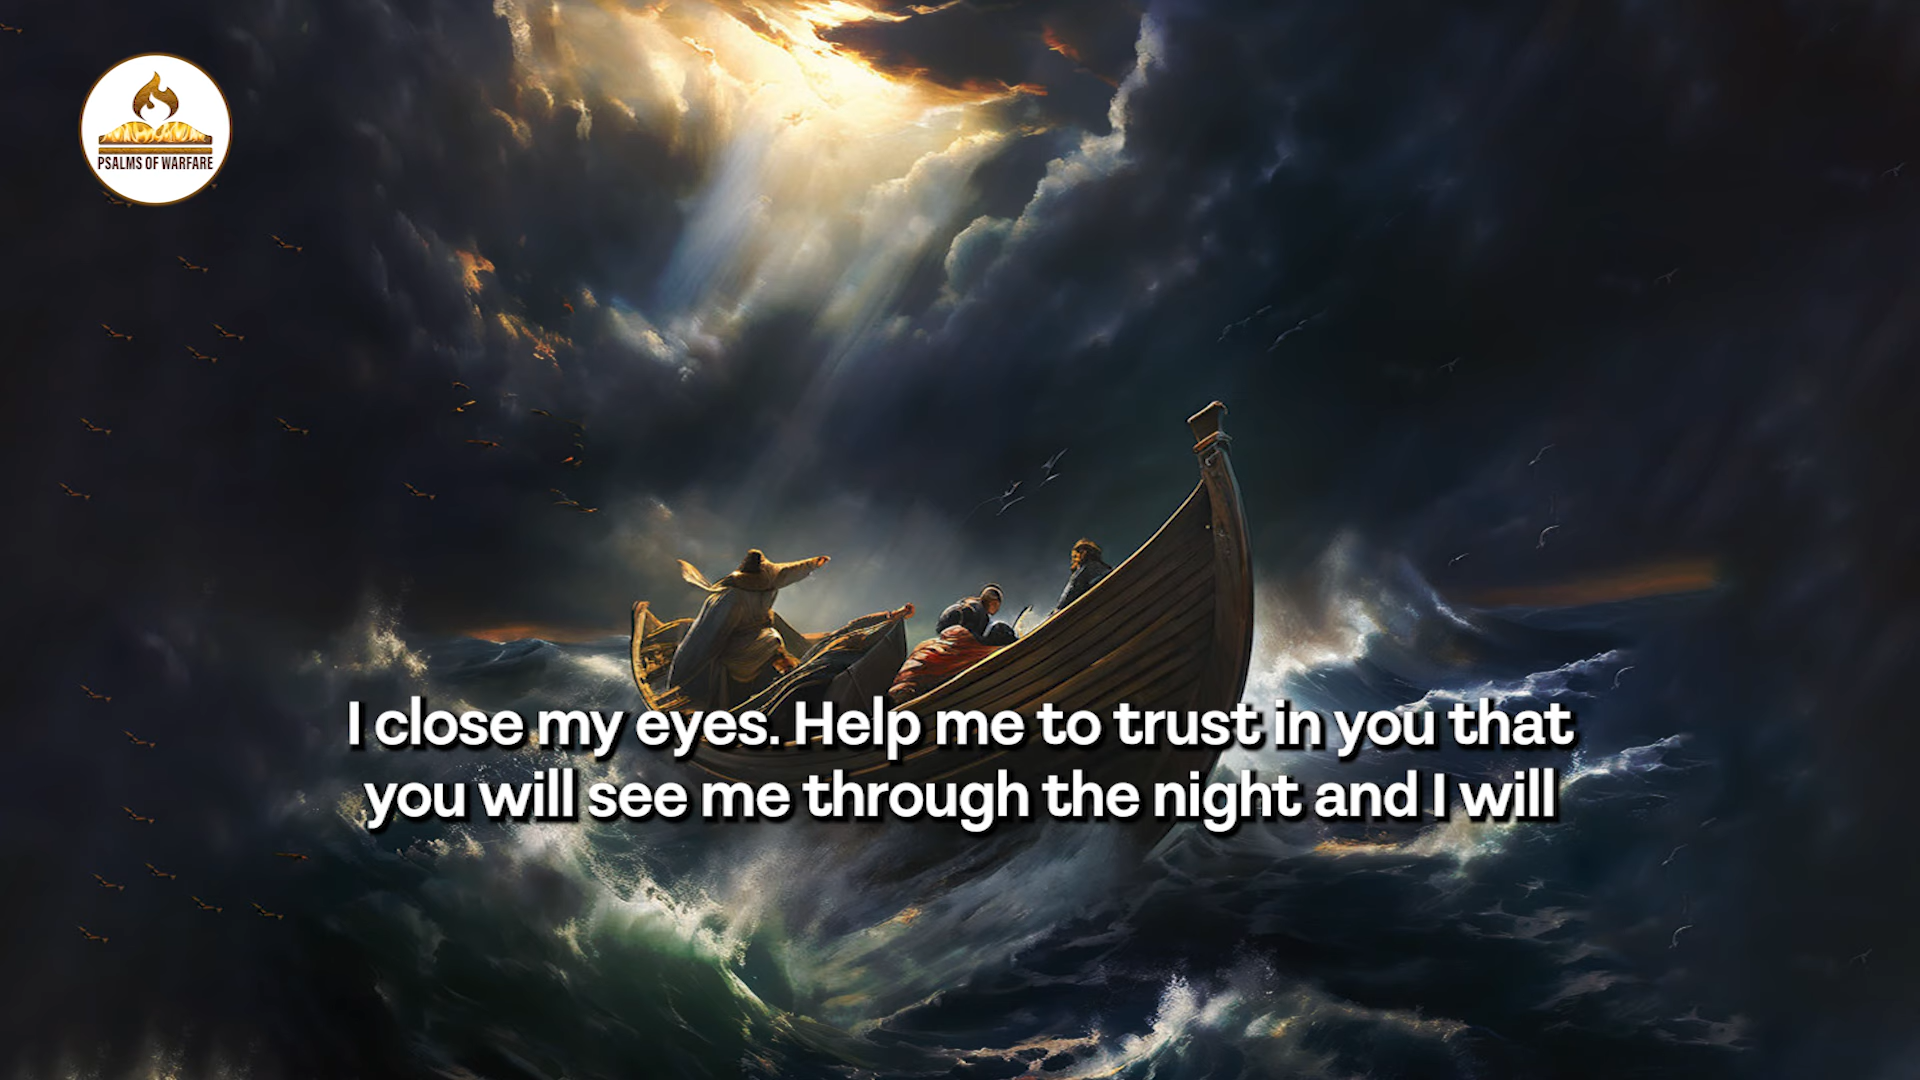 PSALMS OF WARFARE
I close my eyes. Help me to trust in you that
you will see me through the night and I will